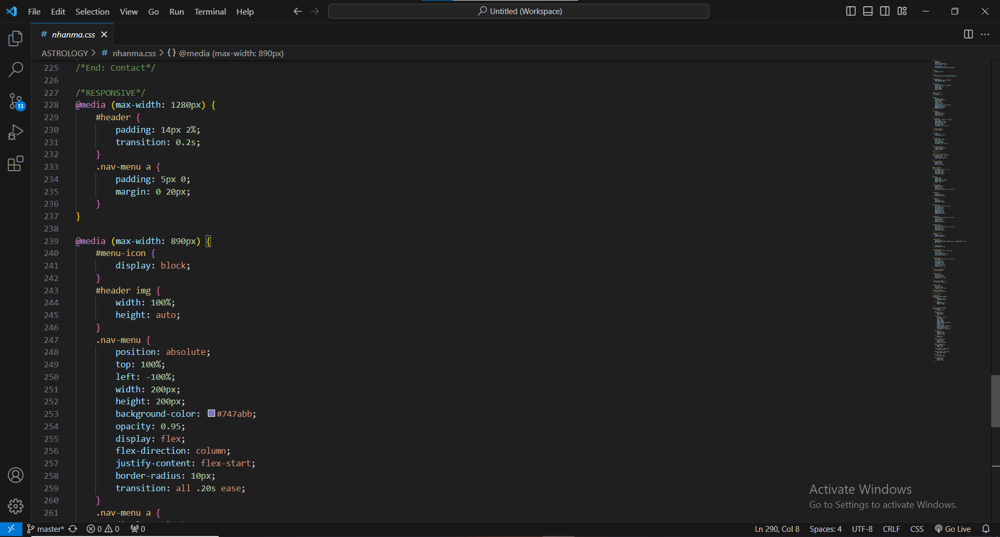 File Edit Selection View Go Run Terminal Help
Untitled (Workspace)
# nhanma.css
ASTROLOGY > # nhanma.css > {} @media (max-width: 890px)
225 /*End: Contact*/
226
227 /*RESPONSIVE*/
228 @media (max-width: 1280px) {
229 #header {
230 padding: 14px 2%;
231 transition: 0.2s;
232 }
233 .nav-menu a {
234 padding: 5px 0;
235 margin: 0 20px;
236 }
237 }
238
239 @media (max-width: 890px) {
240 #menu-icon {
241 display: block;
242 }
243 #header img {
244 width: 100%;
245 height: auto;
246 }
247 .nav-menu {
248 position: absolute;
249 top: 100%;
250 left: -100%;
251 width: 200px;
252 height: 200px;
253 background-color: #747abb;
254 opacity: 0.95;
255 display: flex;
256 flex-direction: column;
257 justify-content: flex-start;
258 border-radius: 10px;
259 transition: all .20s ease;
260 }
261 .nav-menu a {
13
Activate Windows
Go to Settings to activate Windows.
master* 0 0 0 Ln 290, Col 8 Spaces: 4 UTF-8 CRLF CSS Go Live